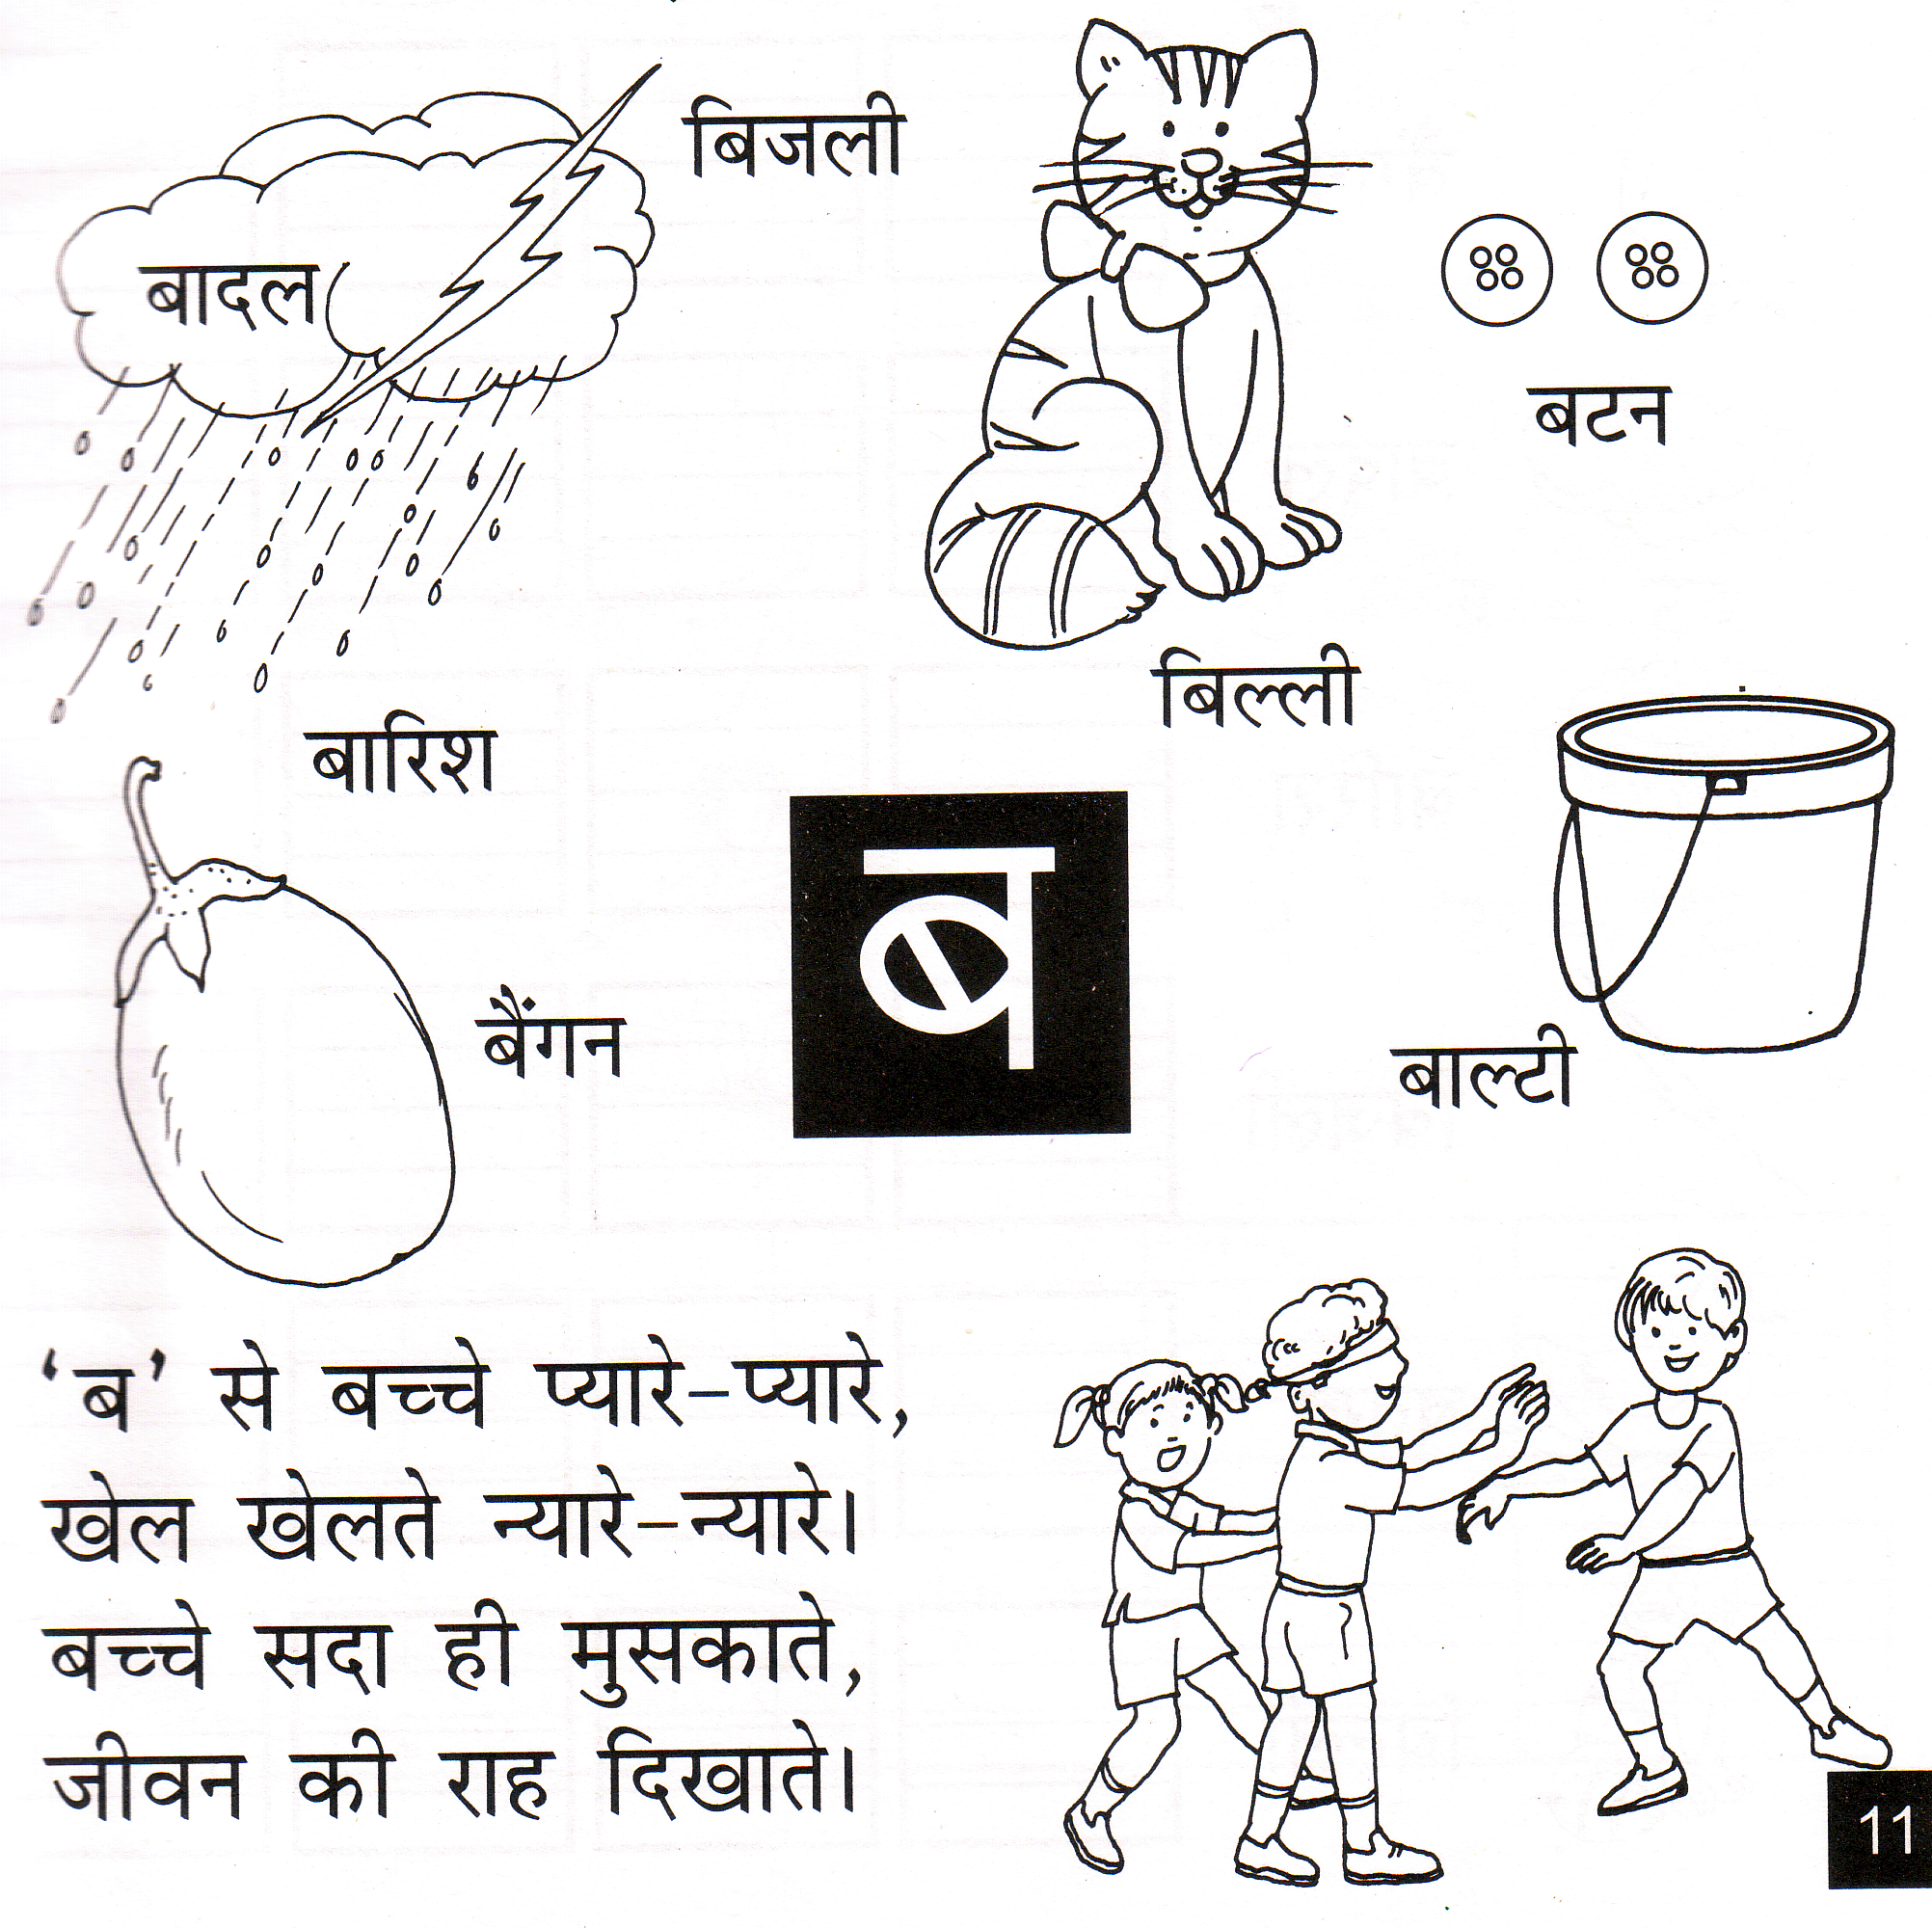 बिजली
बादल
बटन
बिल्ली
बारिश
ब
बैंगन
बाल्टी
‘ब’ से बच्चे प्यारे–प्यारे,
खेल खेलते न्यारे–न्यारे।
बच्चे सदा ही मुसकाते,
जीवन की राह दिखाते।
11